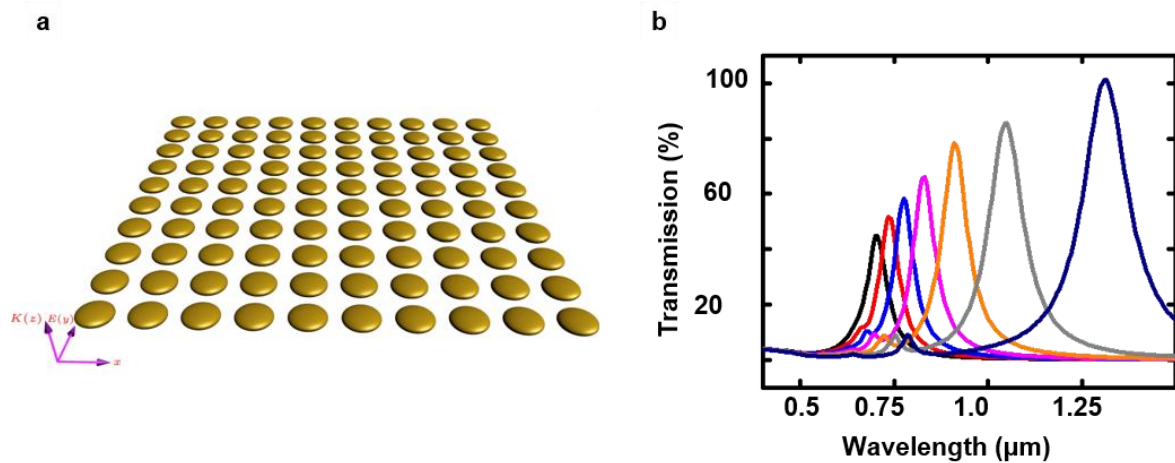 a
K(z) E(y)
x
b
Transmission (%)
100
60
20
0.5 0.75 1.0 1.25
Wavelength (µm)